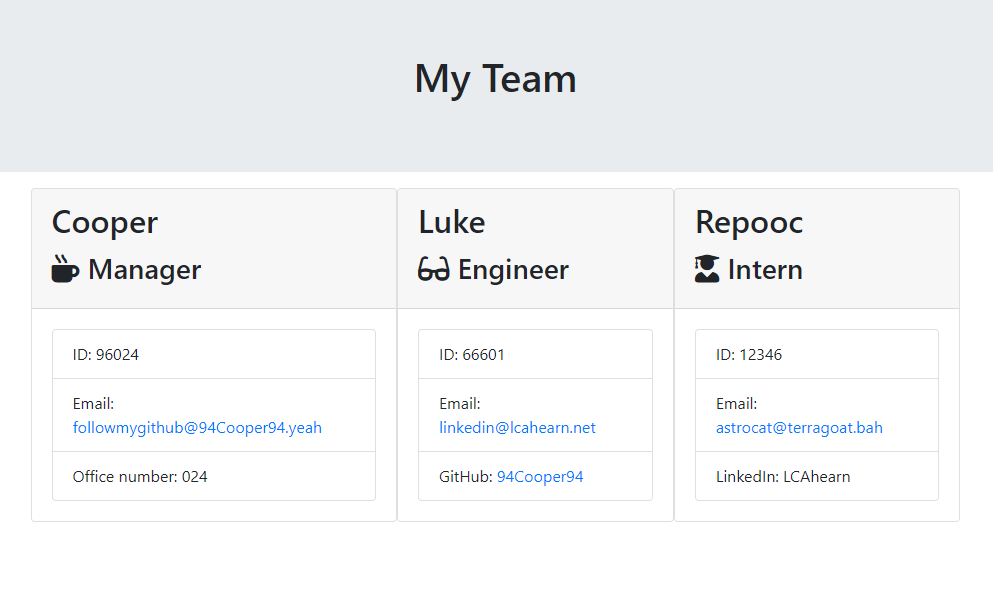 My Team
Cooper
Manager
ID: 96024
Email:
followmygithub@94Cooper94.yeah
Office number: 024
Luke
Engineer
ID: 66601
Email:
linkedin@lcahearn.net
GitHub: 94Cooper94
Repooc
Intern
ID: 12346
Email:
astrocat@terragoat.bah
LinkedIn: LCAhearn